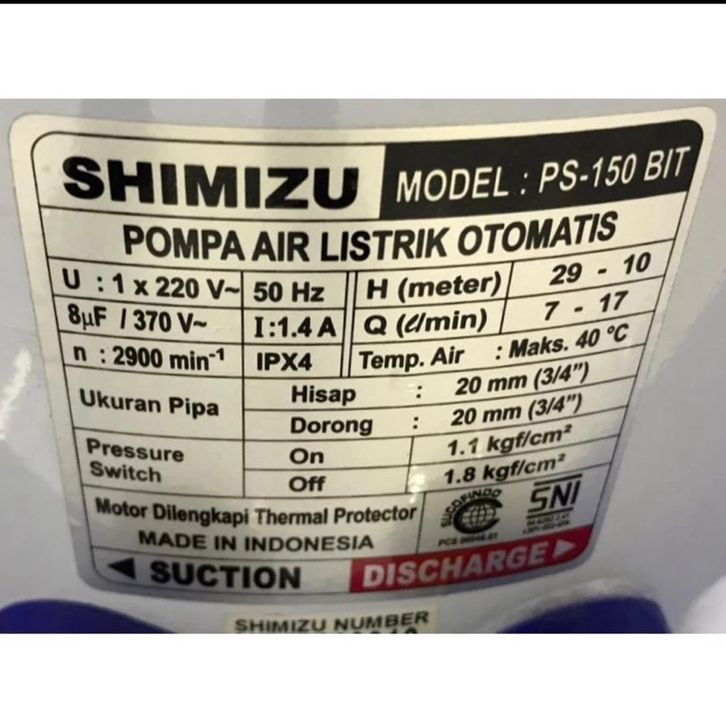 SHIMIZU MODEL : PS-150 BIT
POMPA AIR LISTRIK OTOMATIS
U : 1 x 220 V~ 50 Hz H (meter) 29 - 10
8µF / 370 V~ I : 1.4 A Q (ℓ/min) 7 - 17
n : 2900 min⁻¹ IPX4 Temp. Air : Maks. 40 °C
Ukuran Pipa Hisap : 20 mm (3/4")
Dorong : 20 mm (3/4")
Pressure Switch On 1.1 kgf/cm²
Off 1.8 kgf/cm²
Motor Dilengkapi Thermal Protector
SUCOFINDO
SNI
MADE IN INDONESIA
◄ SUCTION DISCHARGE ►
SHIMIZU NUMBER